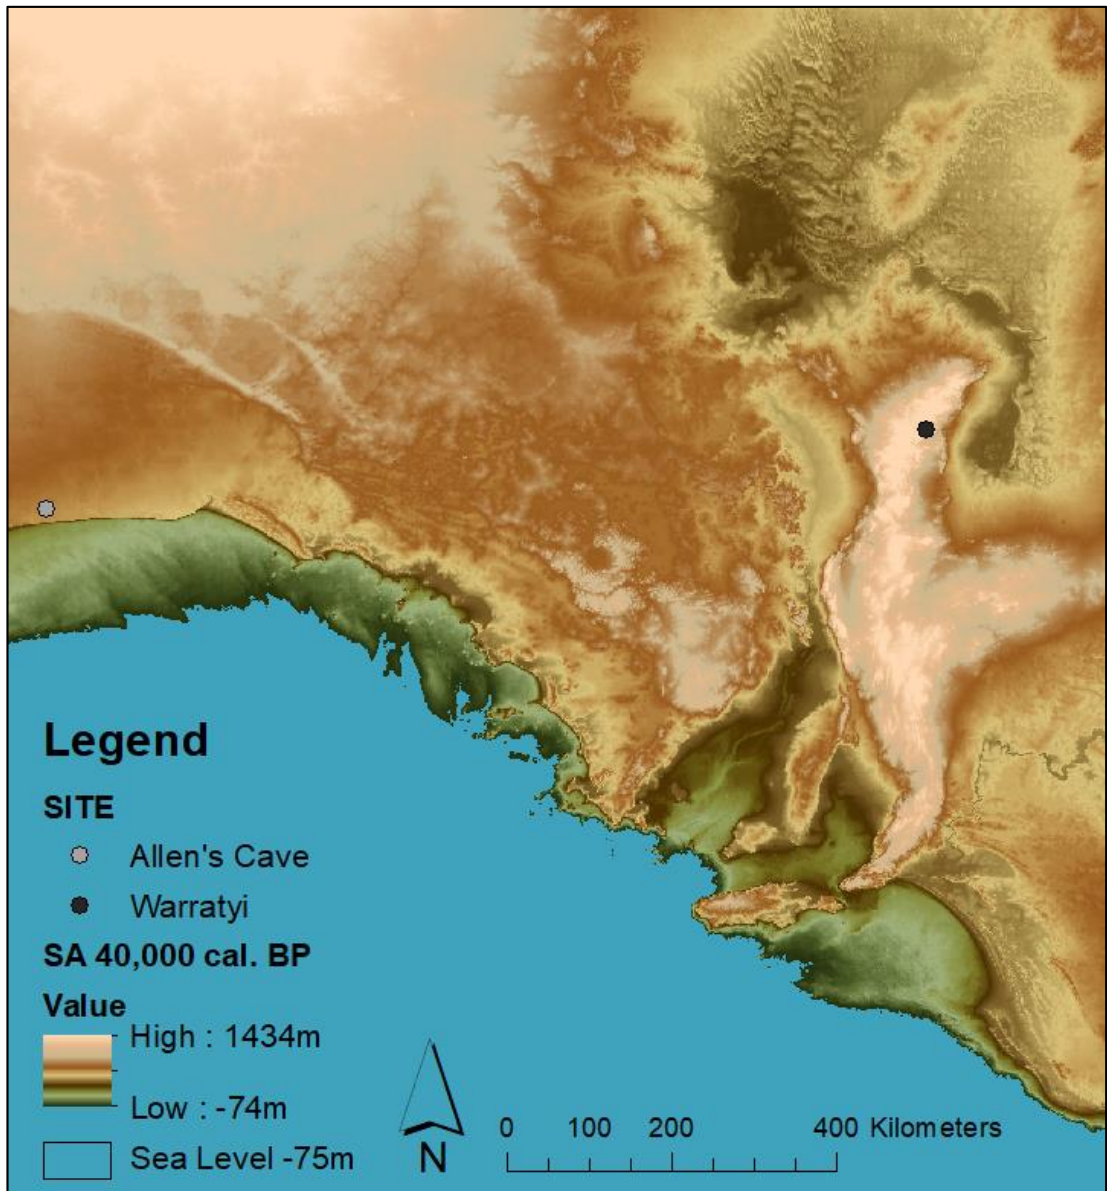 Legend
SITE
Allen's Cave
Warratyi
SA 40,000 cal. BP
Value
High : 1434m
Low : -74m
Sea Level -75m
N
0 100 200 400 Kilometers